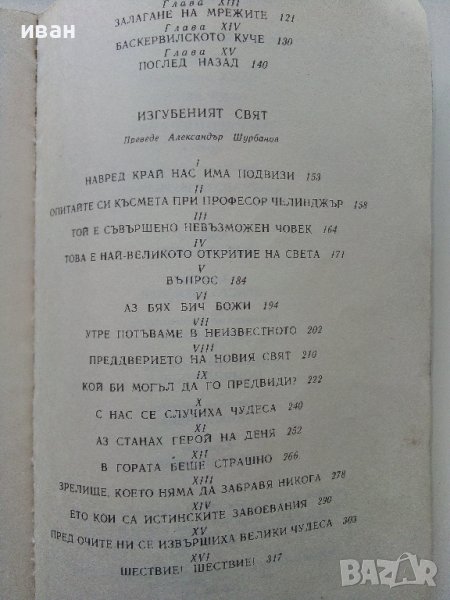 иван
Глава XIII
ЗАЛАГАНЕ НА МРЕЖИТЕ 121
Глава XIV
БАСКЕРВИЛСКОТО КУЧЕ 130
Глава XV
ПОГЛЕД НАЗАД 140
ИЗГУБЕНИЯТ СВЯТ
Преведе Александър Шурбанов
I
НАВРЕД КРАЙ НАС ИМА ПОДВИЗИ 153
II
ОПИТАЙТЕ СИ КЪСМЕТА ПРИ ПРОФЕСОР ЧЕЛИНДЖЪР 158
III
ТОЙ Е СЪВЪРШЕНО НЕВЪЗМОЖЕН ЧОВЕК 164
IV
ТОВА Е НАЙ-ВЕЛИКОТО ОТКРИТИЕ НА СВЕТА 171
V
ВЪПРОС 184
VI
АЗ БЯХ БИЧ БОЖИ 194
VII
УТРЕ ПОТЪВАМЕ В НЕИЗВЕСТНОТО 202
VIII
ПРЕДДВЕРИЕТО НА НОВИЯ СВЯТ 210
IX
КОЙ БИ МОГЪЛ ДА ГО ПРЕДВИДИ? 222
X
С НАС СЕ СЛУЧИХА ЧУДЕСА 240
XI
АЗ СТАНАХ ГЕРОЙ НА ДЕНЯ 252
XII
В ГОРАТА БЕШЕ СТРАШНО 266
XIII
ЗРЕЛИЩЕ, КОЕТО НЯМА ДА ЗАБРАВЯ НИКОГА 278
XIV
ЕТО КОИ СА ИСТИНСКИТЕ ЗАВОЕВАНИЯ 290
XV
ПРЕД ОЧИТЕ НИ СЕ ИЗВЪРШИХА ВЕЛИКИ ЧУДЕСА 303
XVI
ШЕСТВИЕ! ШЕСТВИЕ! 317
BAZAR.bg